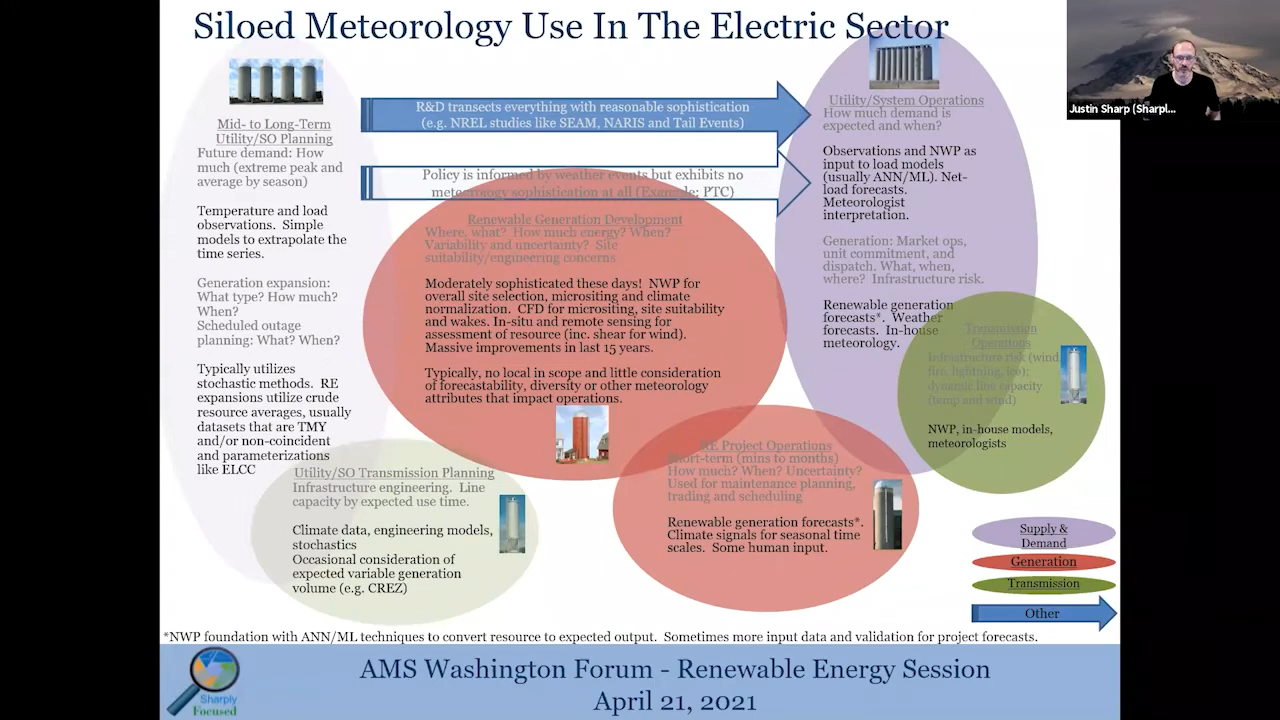 Siloed Meteorology Use In The Electric Sector
Justin Sharp (Sharpl...
Mid- to Long-Term
Utility/SO Planning
Future demand: How
much (extreme peak and
average by season)
Temperature and load
observations. Simple
models to extrapolate the
time series.
Generation expansion:
What type? How much?
When?
Scheduled outage
planning: What? When?
Typically utilizes
stochastic methods. RE
expansions utilize crude
resource averages, usually
datasets that are TMY
and/or non-coincident
and parameterizations
like ELCC
R&D transects everything with reasonable sophistication
(e.g. NREL studies like SEAM, NARIS and Tail Events)
Policy is informed by weather events but exhibits no
meteorology sophistication at all (Example: PTC)
Renewable Generation Development
Where, what? How much energy? When?
Variability and uncertainty? Site
suitability/engineering concerns
Moderately sophisticated these days! NWP for
overall site selection, micrositing and climate
normalization. CFD for micrositing, site suitability
and wakes. In-situ and remote sensing for
assessment of resource (inc. shear for wind).
Massive improvements in last 15 years.
Typically, no local in scope and little consideration
of forecastability, diversity or other meteorology
attributes that impact operations.
Utility/System Operations
How much demand is
expected and when?
Observations and NWP as
input to load models
(usually ANN/ML). Net-
load forecasts.
Meteorologist
interpretation.
Generation: Market ops,
unit commitment, and
dispatch. What, when,
where? Infrastructure risk.
Renewable generation
forecasts*. Weather
forecasts. In-house
meteorology.
Transmission
Operations
Infrastructure risk (wind,
fire, lightning, ice);
dynamic line capacity
(temp and wind)
NWP, in-house models,
meteorologists
Utility/SO Transmission Planning
Infrastructure engineering. Line
capacity by expected use time.
Climate data, engineering models,
stochastics
Occasional consideration of
expected variable generation
volume (e.g. CREZ)
RE Project Operations
Short-term (mins to months)
How much? When? Uncertainty?
Used for maintenance planning,
trading and scheduling
Renewable generation forecasts*.
Climate signals for seasonal time
scales. Some human input.
Supply &
Demand
Generation
Transmission
Other
*NWP foundation with ANN/ML techniques to convert resource to expected output. Sometimes more input data and validation for project forecasts.
Sharply
Focused
AMS Washington Forum - Renewable Energy Session
April 21, 2021